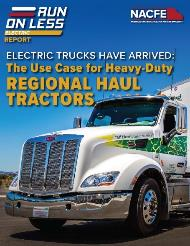 RUN
ON LESS
ELECTRIC
REPORT
NACFE
ELECTRIC TRUCKS HAVE ARRIVED:
The Use Case for Heavy-Duty
REGIONAL HAUL
TRACTORS